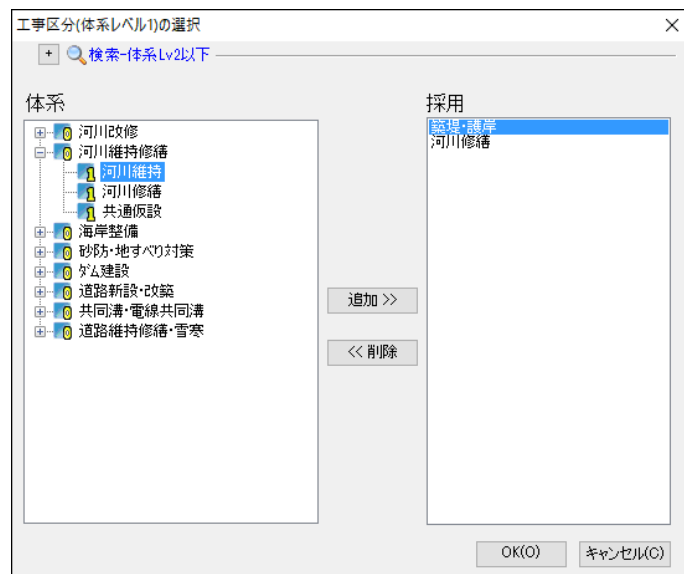 工事区分(体系レベル1)の選択
+ 検索-体系Lv2以下
体系
河川改修
河川維持修繕
河川維持
河川修繕
共通仮設
海岸整備
砂防・地すべり対策
ダム建設
道路新設・改築
共同溝・電線共同溝
道路維持修繕・雪寒
追加 >>
<< 削除
採用
築堤・護岸
河川修繕
OK(O)
キャンセル(C)